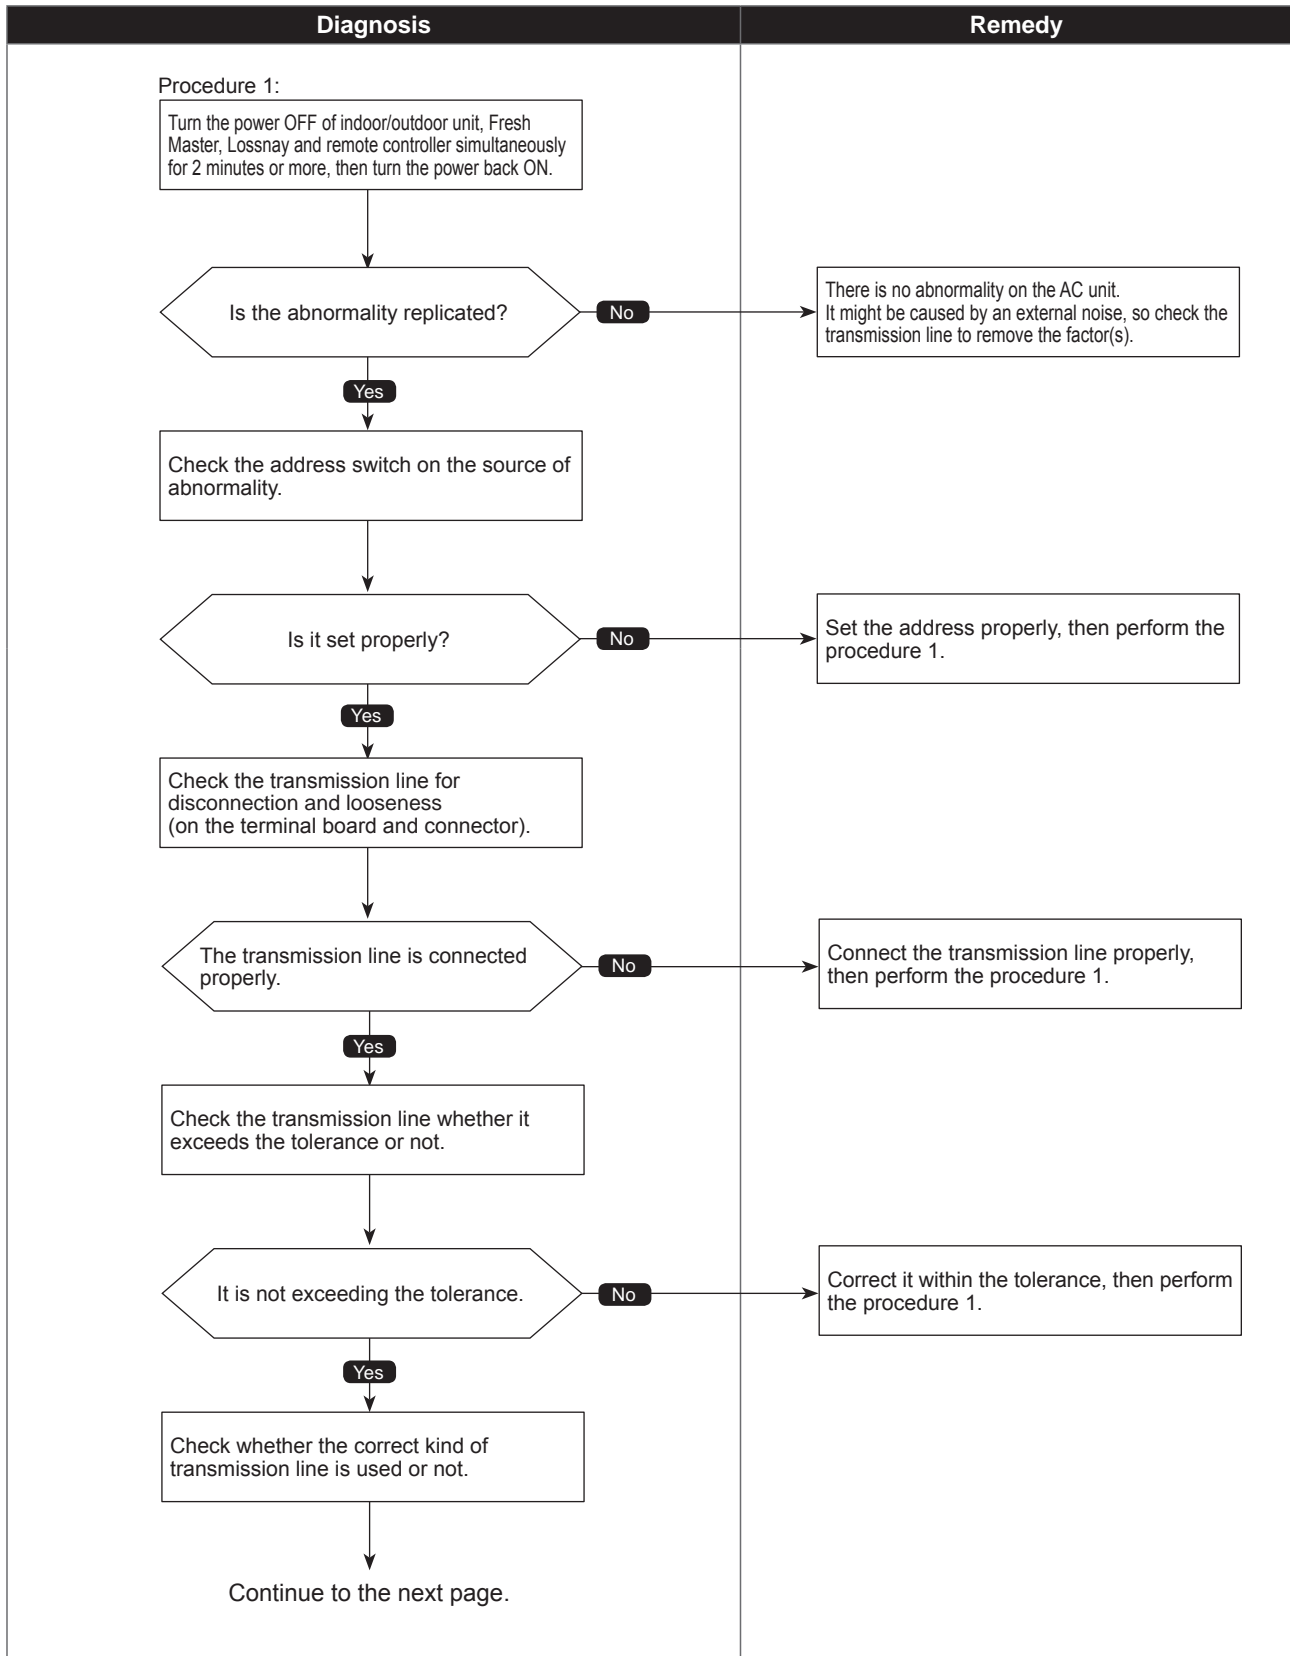 Diagnosis
Remedy
Procedure 1:
Turn the power OFF of indoor/outdoor unit, Fresh
Master, Lossnay and remote controller simultaneously
for 2 minutes or more, then turn the power back ON.
Is the abnormality replicated?
No
There is no abnormality on the AC unit.
It might be caused by an external noise, so check the
transmission line to remove the factor(s).
Yes
Check the address switch on the source of
abnormality.
Is it set properly?
No
Set the address properly, then perform the
procedure 1.
Yes
Check the transmission line for
disconnection and looseness
(on the terminal board and connector).
The transmission line is connected
properly.
No
Connect the transmission line properly,
then perform the procedure 1.
Yes
Check the transmission line whether it
exceeds the tolerance or not.
It is not exceeding the tolerance.
No
Correct it within the tolerance, then perform
the procedure 1.
Yes
Check whether the correct kind of
transmission line is used or not.
Continue to the next page.